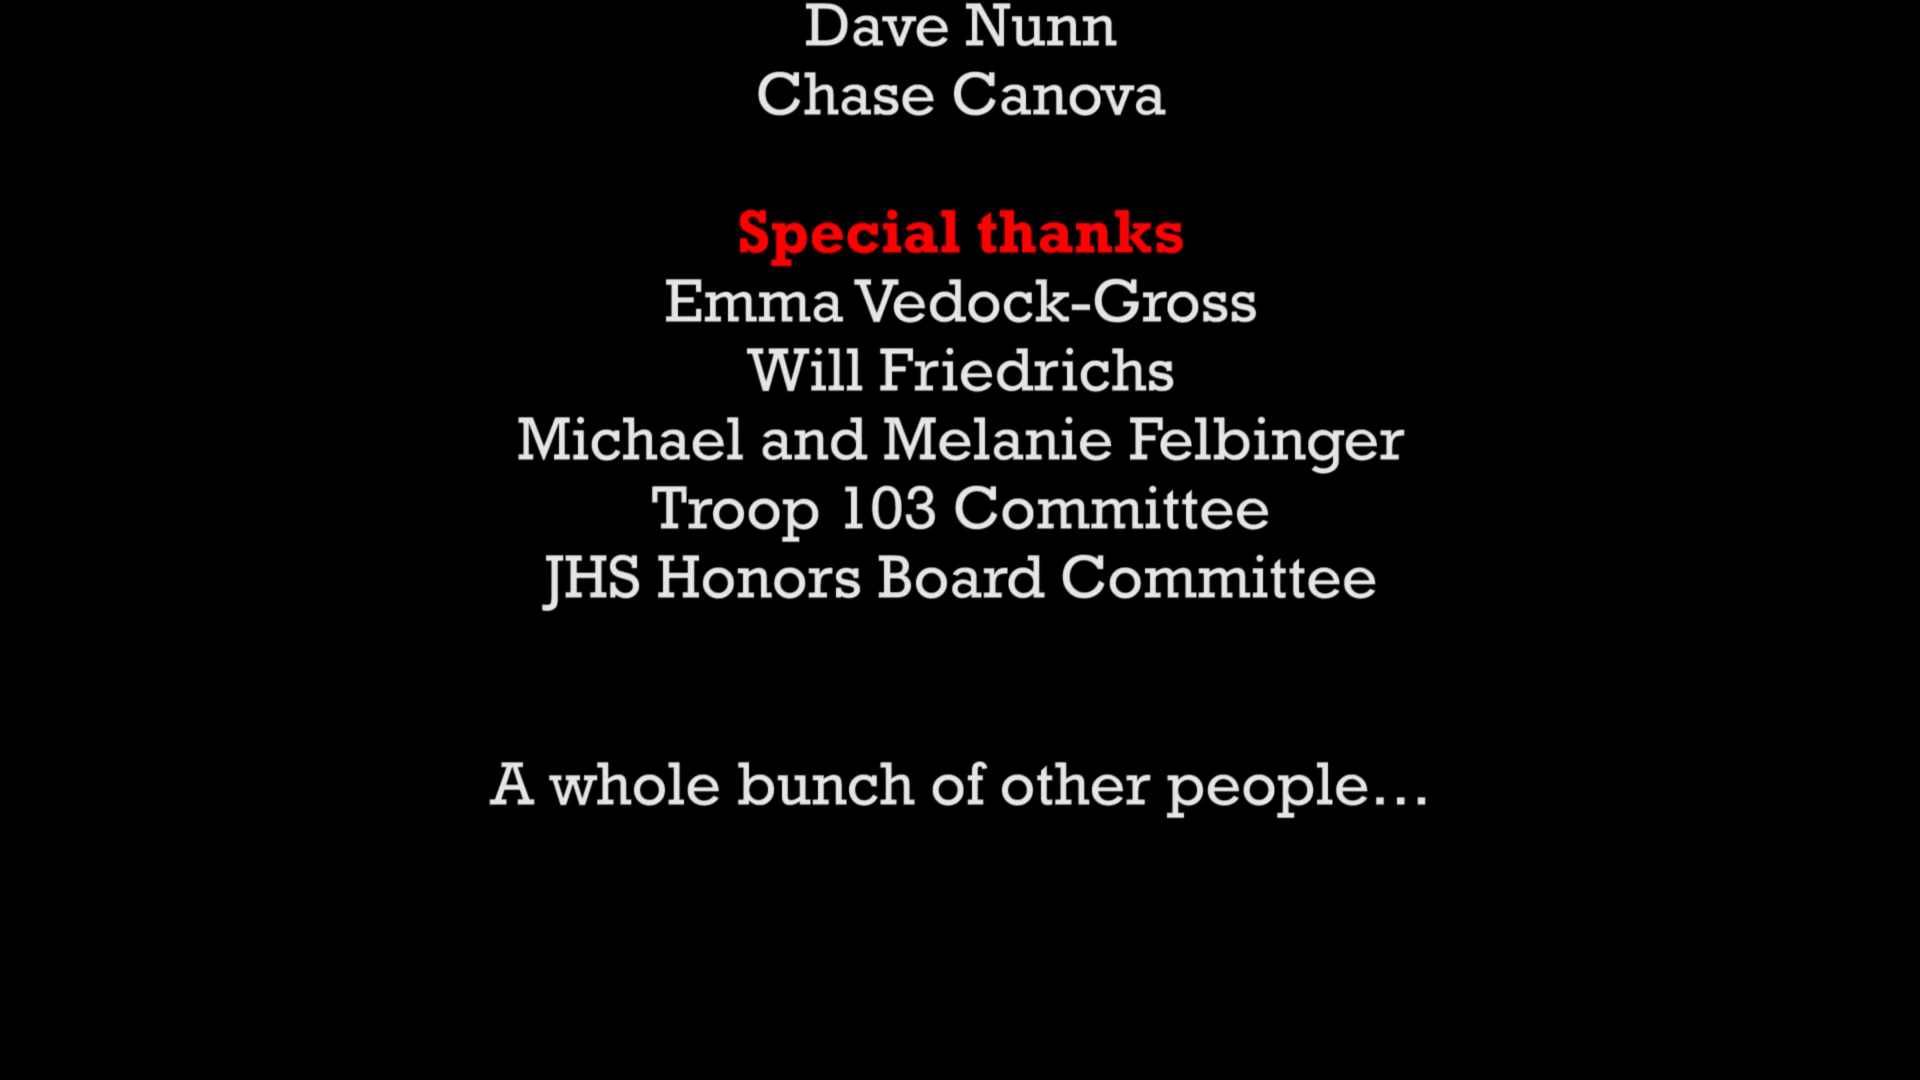 Dave Nunn
Chase Canova
Special thanks
Emma Vedock-Gross
Will Friedrichs
Michael and Melanie Felbinger
Troop 103 Committee
JHS Honors Board Committee
A whole bunch of other people…